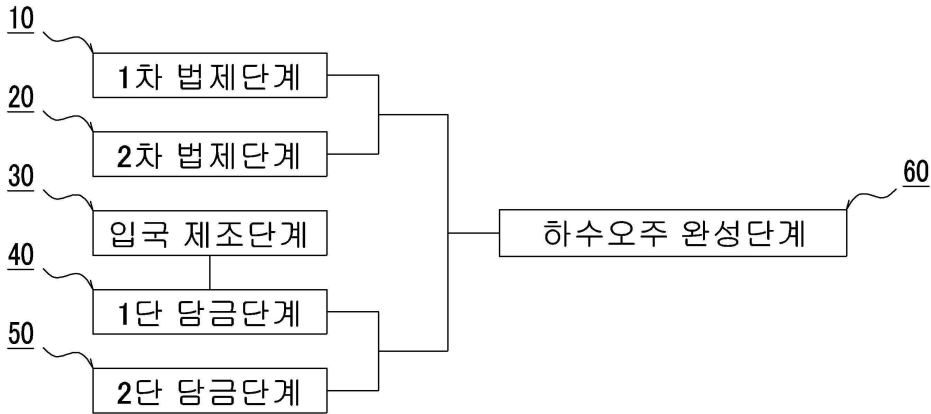 10
1차 법제단계
20
2차 법제단계
30
입국 제조단계
60
하수오주 완성단계
40
1단 담금단계
50
2단 담금단계